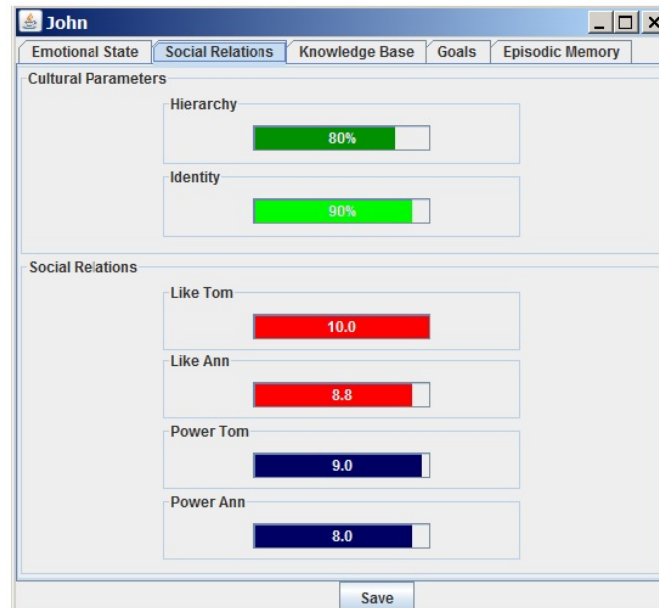 John
Emotional State Social Relations Knowledge Base Goals Episodic Memory
Cultural Parameters
Hierarchy
80%
Identity
90%
Social Relations
Like Tom
10.0
Like Ann
8.8
Power Tom
9.0
Power Ann
8.0
Save